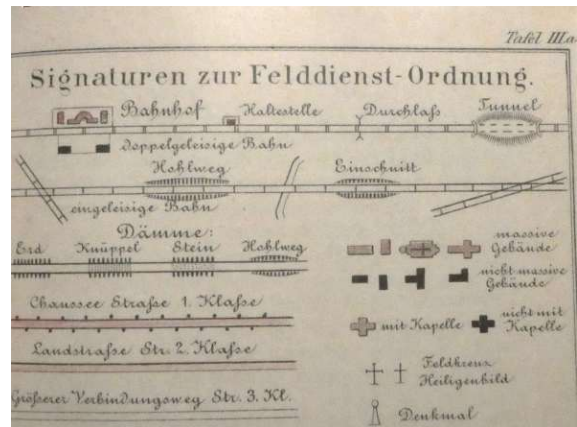 Tafel III.a
Signaturen zur Felddienst-Ordnung.
Bahnhof Haltestelle Durchlaß Tunnel
Doppelgeleisige Bahn
Hohlweg Einschnitt
eingeleisige Bahn
Dämme:
Erd Knüppel Stein Hohlweg
massive
Gebäude
nicht massive
Gebäude
Chaussee Straße 1. Klaße
mit Kapelle
nicht mit
Kapelle
Landstraße Str. 2. Klaße
Feldkreuz
Heiligenbild
Größerer Verbindungsweg Str. 3. Kl.
Denkmal